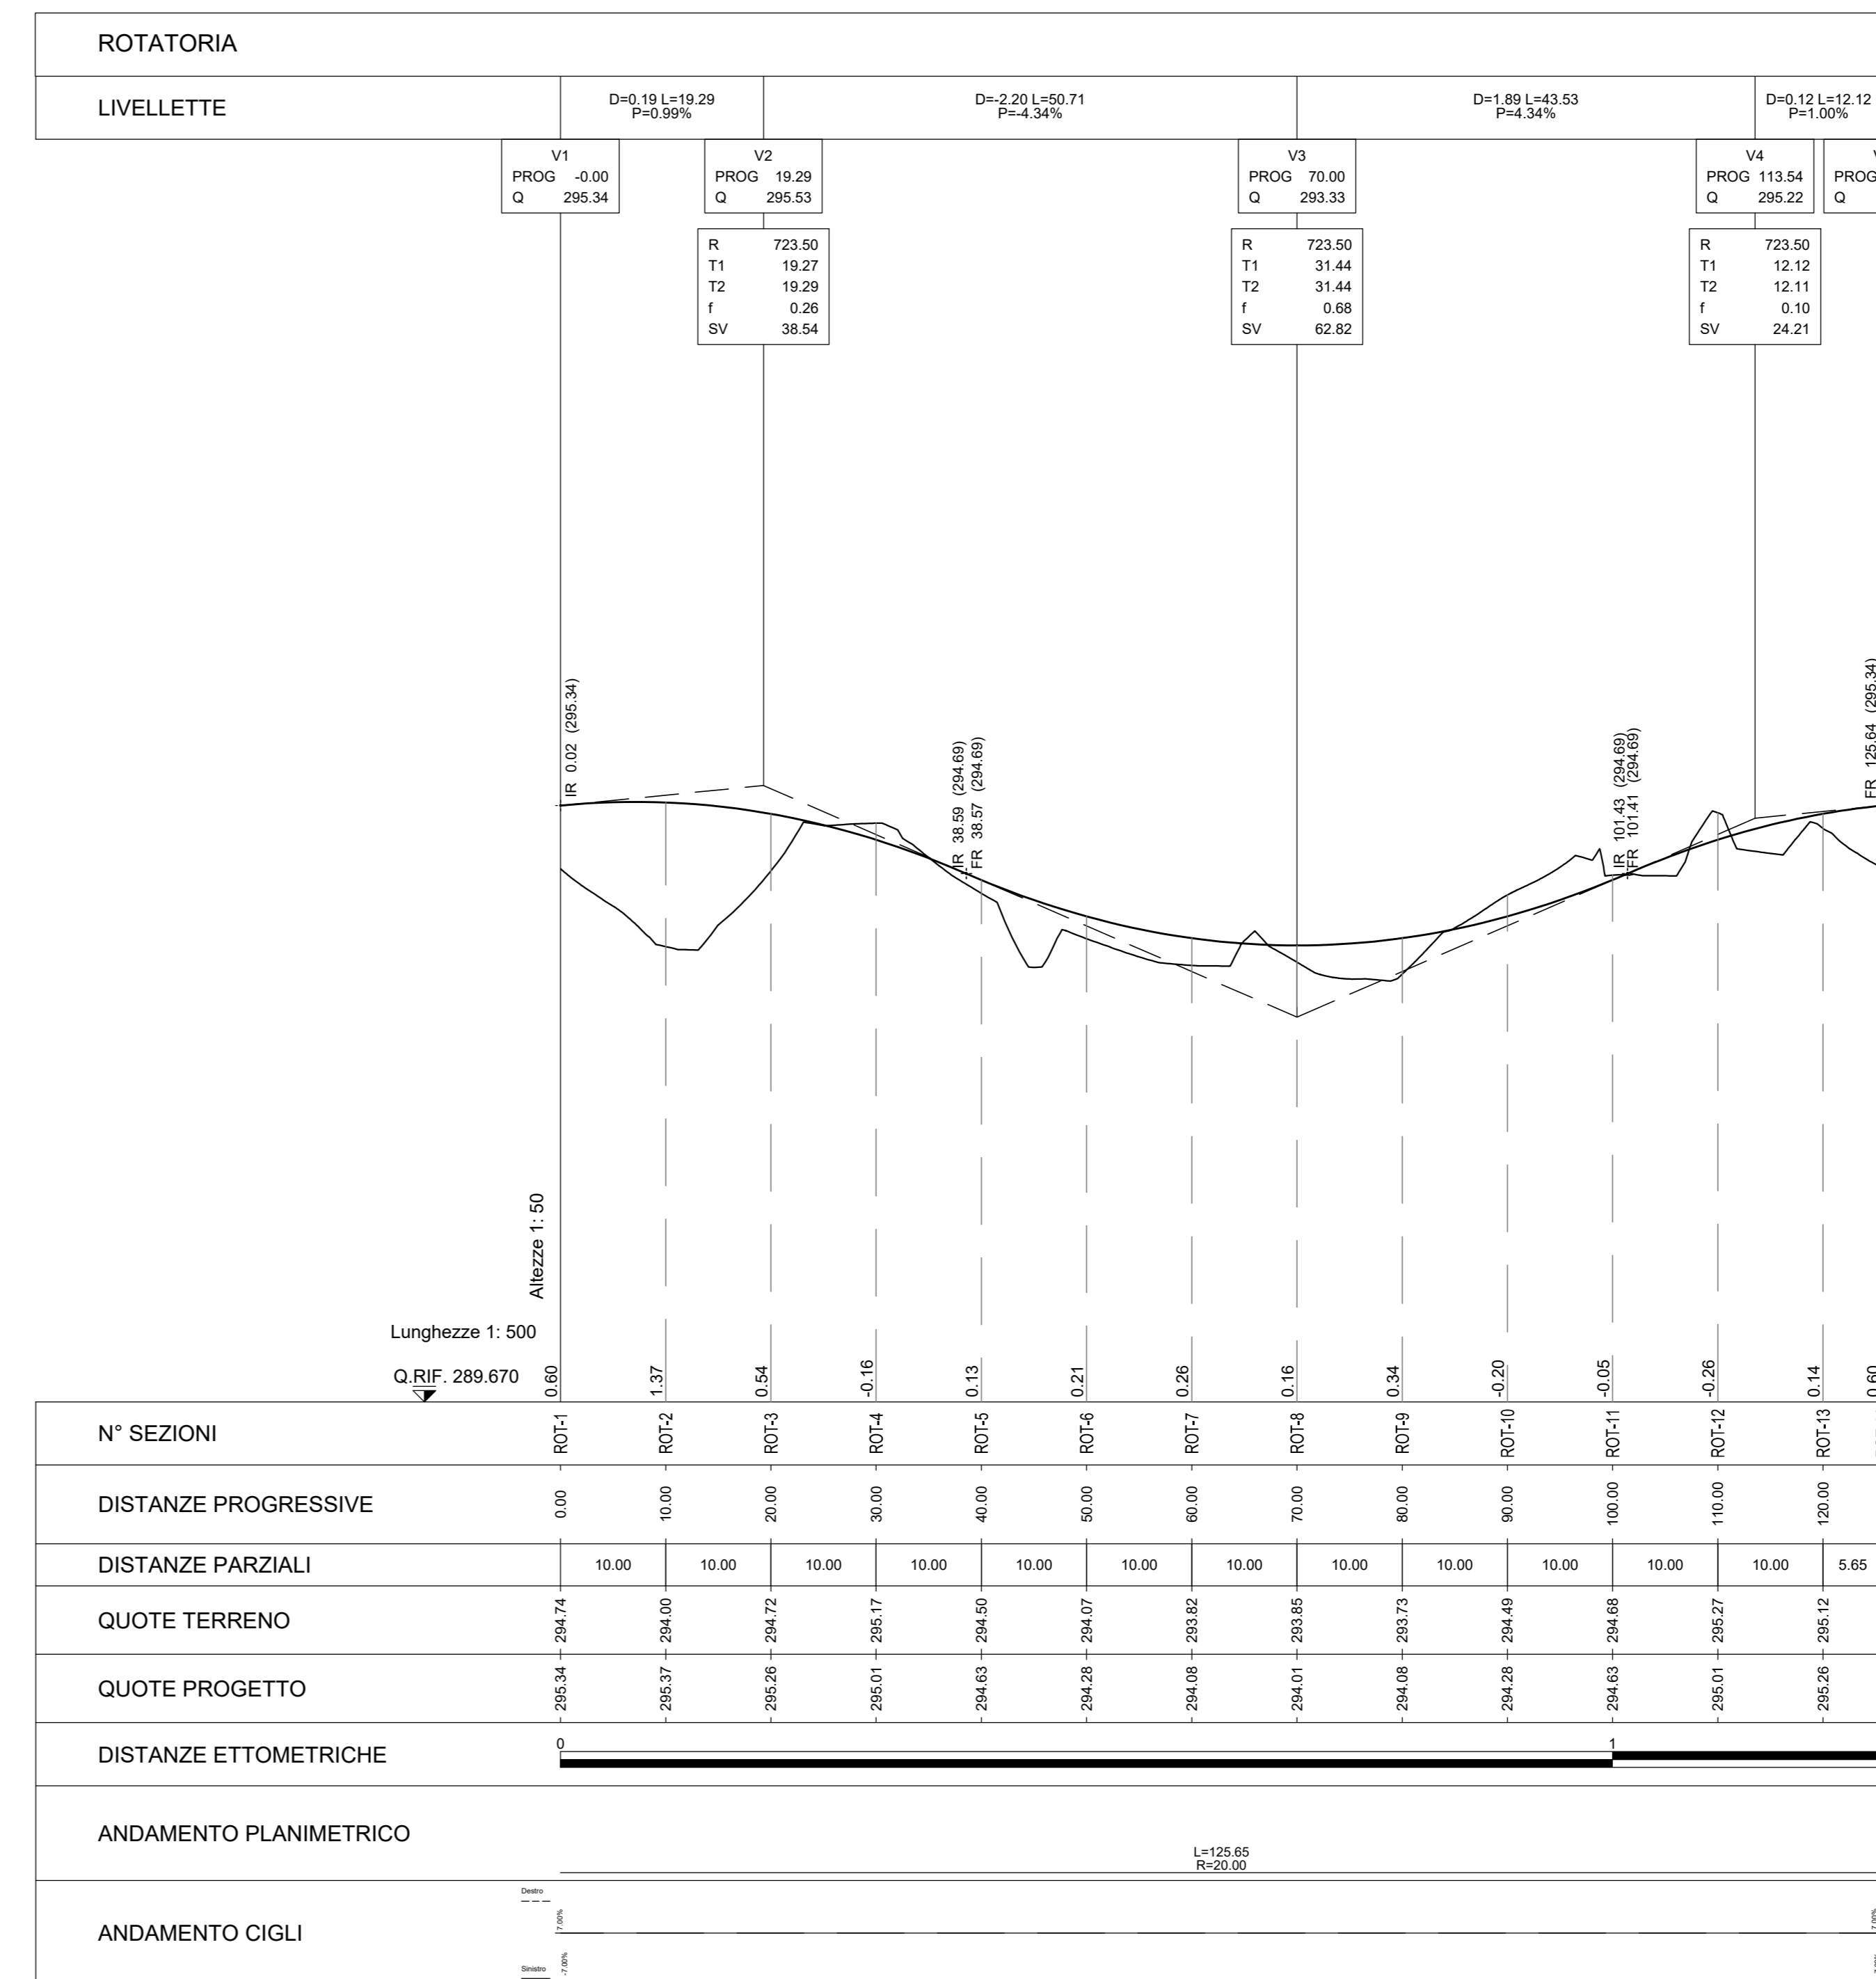 ROTATORIA
LIVELLETTE
D=0.19 L=19.29
P=0.99%
D=-2.20 L=50.71
P=-4.34%
D=1.89 L=43.53
P=4.34%
D=0.12 L=12.12
P=1.00%
V1
PROG -0.00
Q 295.34
V2
PROG 19.29
Q 295.53
R 723.50
T1 19.27
T2 19.29
f 0.26
SV 38.54
V3
PROG 70.00
Q 293.33
R 723.50
T1 31.44
T2 31.44
f 0.68
SV 62.82
V4
PROG 113.54
Q 295.22
R 723.50
T1 12.12
T2 12.11
f 0.10
SV 24.21
PROG
Q
IR 0.02 (295.34)
IR 38.59 (294.69)
FR 38.57 (294.69)
IR 101.43 (294.69)
FR 101.41 (294.69)
FR 125.64 (295.34)
Altezze 1: 50
Lunghezze 1: 500
Q.RIF. 289.670
0.60 1.37 0.54 -0.16 0.13 0.21 0.26 0.16 0.34 -0.20 -0.05 -0.26 0.14 0.60
N° SEZIONI ROT-1 ROT-2 ROT-3 ROT-4 ROT-5 ROT-6 ROT-7 ROT-8 ROT-9 ROT-10 ROT-11 ROT-12 ROT-13
DISTANZE PROGRESSIVE 0.00 10.00 20.00 30.00 40.00 50.00 60.00 70.00 80.00 90.00 100.00 110.00 120.00
DISTANZE PARZIALI 10.00 10.00 10.00 10.00 10.00 10.00 10.00 10.00 10.00 10.00 10.00 10.00 5.65
QUOTE TERRENO 294.74 294.00 294.72 295.17 294.50 294.07 293.82 293.85 293.73 294.49 294.68 295.27 295.12
QUOTE PROGETTO 295.34 295.37 295.26 295.01 294.63 294.28 294.08 294.01 294.08 294.28 294.63 295.01 295.26
DISTANZE ETTOMETRICHE 0 1
ANDAMENTO PLANIMETRICO
L=125.65
R=20.00
ANDAMENTO CIGLI
Destro
7.00%
7.00%
Sinistro
-7.00%